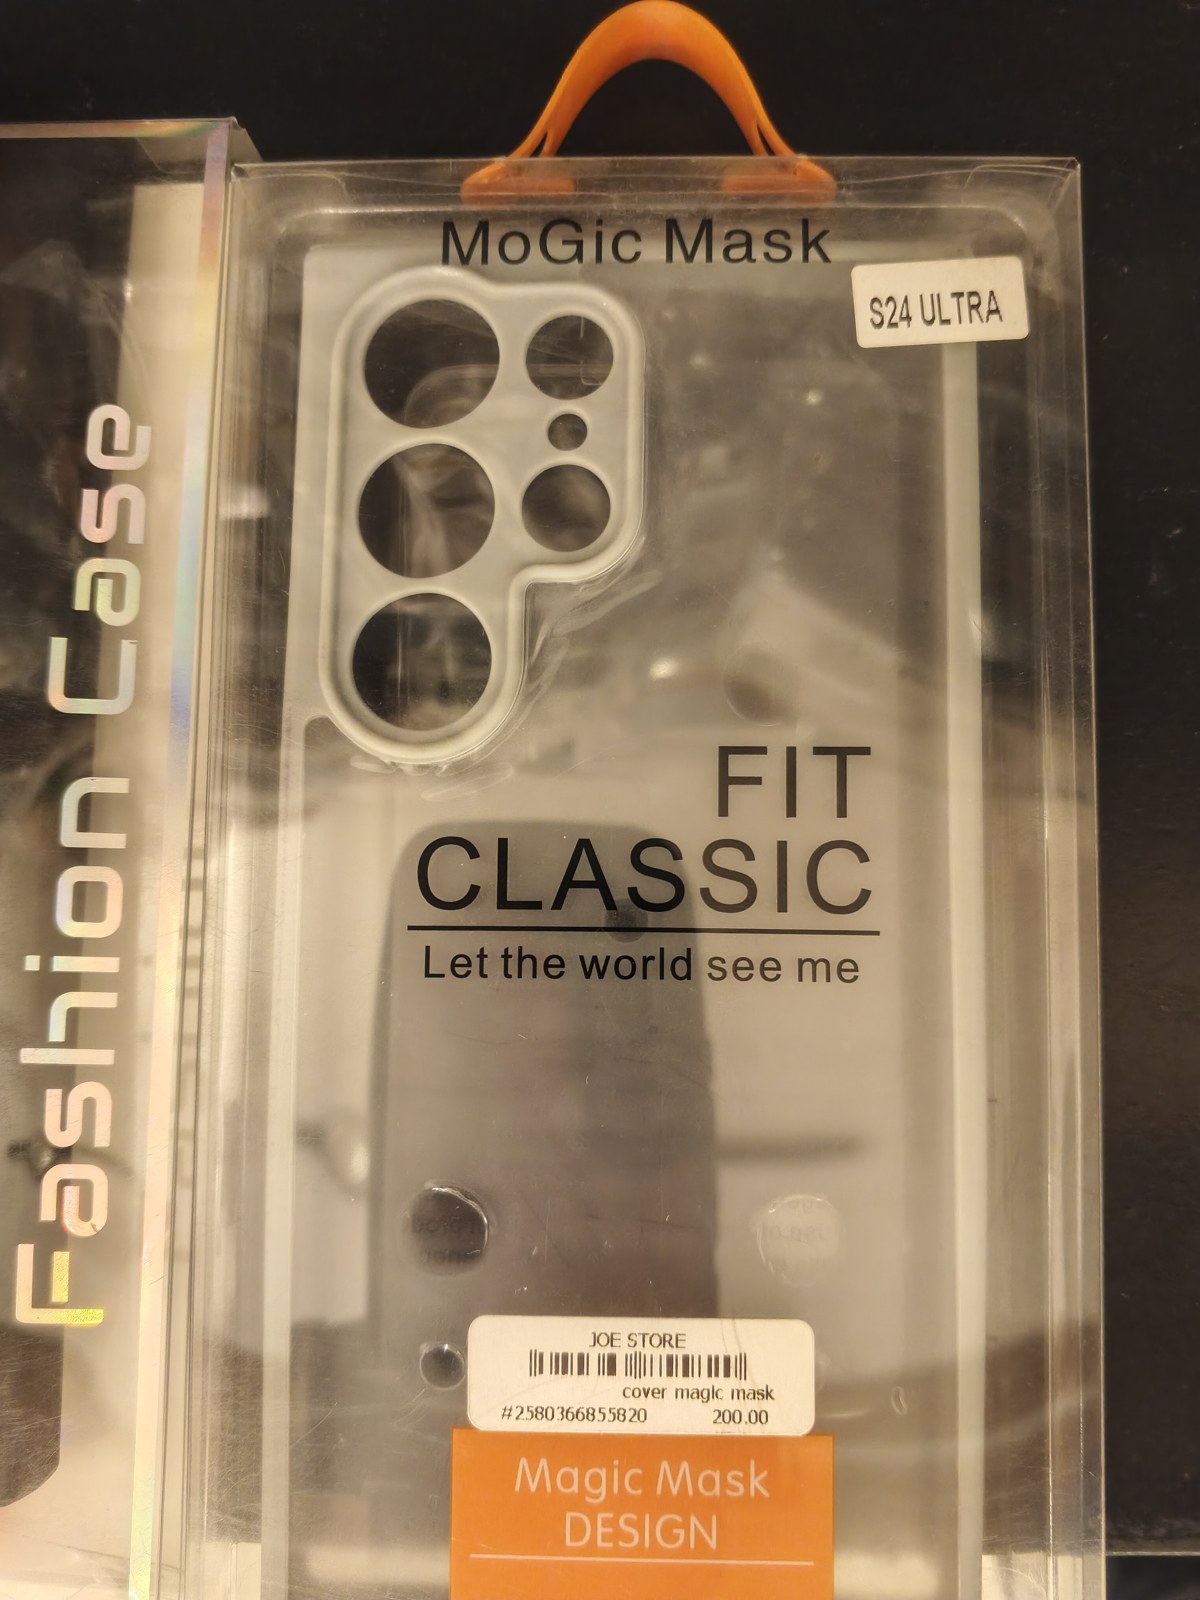 MoGic Mask
S24 ULTRA
Fashion Case
FIT
CLASSIC
Let the world see me
JOE STORE
cover magic mask
#2580366855820 200.00
Magic Mask
DESIGN